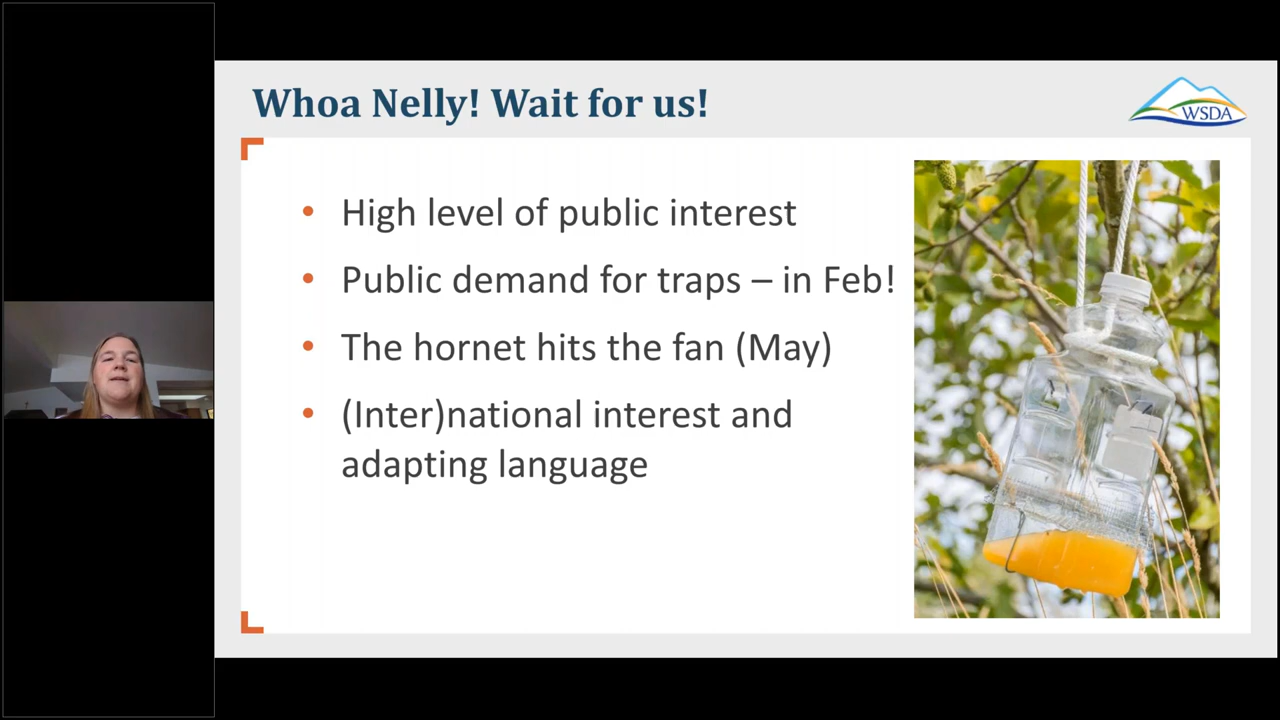 Whoa Nelly! Wait for us!
WSDA
• High level of public interest
• Public demand for traps – in Feb!
• The hornet hits the fan (May)
• (Inter)national interest and
adapting language